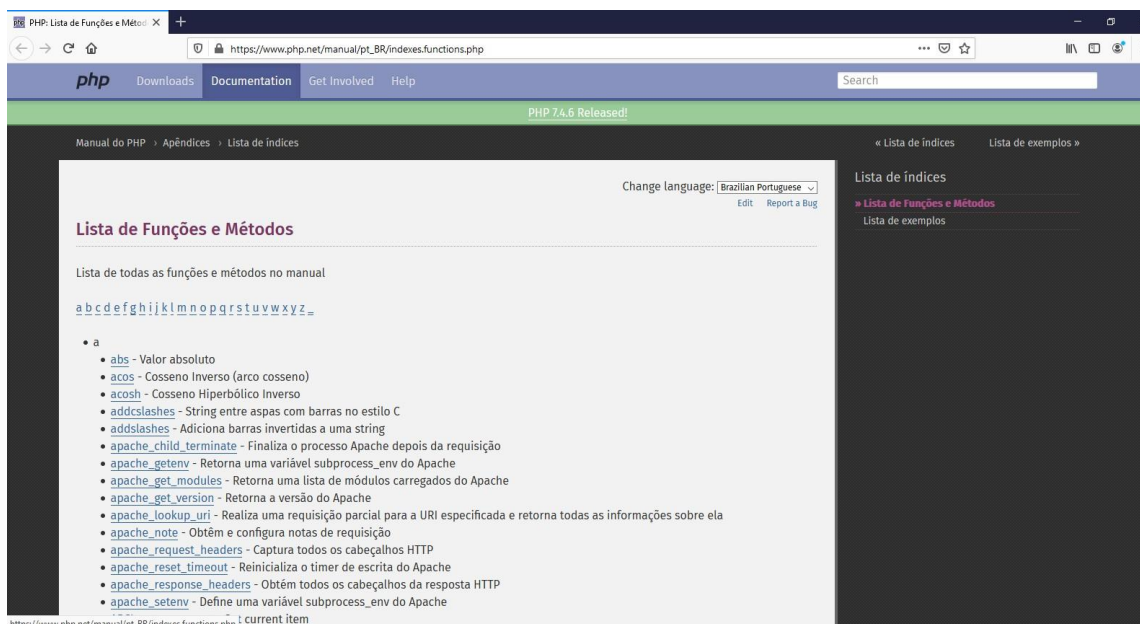 PHP: Lista de Funções e Métod
https://www.php.net/manual/pt_BR/indexes.functions.php
php Downloads Documentation Get Involved Help Search
PHP 7.4.6 Released!
Manual do PHP › Apêndices › Lista de índices « Lista de índices Lista de exemplos »
Lista de índices
Change language: Brazilian Portuguese
Edit Report a Bug
» Lista de Funções e Métodos
Lista de exemplos
Lista de Funções e Métodos
Lista de todas as funções e métodos no manual
a b c d e f g h i j k l m n o p q r s t u v w x y z _
• a
• abs - Valor absoluto
• acos - Cosseno Inverso (arco cosseno)
• acosh - Cosseno Hiperbólico Inverso
• addcslashes - String entre aspas com barras no estilo C
• addslashes - Adiciona barras invertidas a uma string
• apache_child_terminate - Finaliza o processo Apache depois da requisição
• apache_getenv - Retorna uma variável subprocess_env do Apache
• apache_get_modules - Retorna uma lista de módulos carregados do Apache
• apache_get_version - Retorna a versão do Apache
• apache_lookup_uri - Realiza uma requisição parcial para a URI especificada e retorna todas as informações sobre ela
• apache_note - Obtêm e configura notas de requisição
• apache_request_headers - Captura todos os cabeçalhos HTTP
• apache_reset_timeout - Reinicializa o timer de escrita do Apache
• apache_response_headers - Obtém todos os cabeçalhos da resposta HTTP
• apache_setenv - Define uma variável subprocess_env do Apache
current item
https://www.php.net/manual/pt_BR/indexes.functions.php